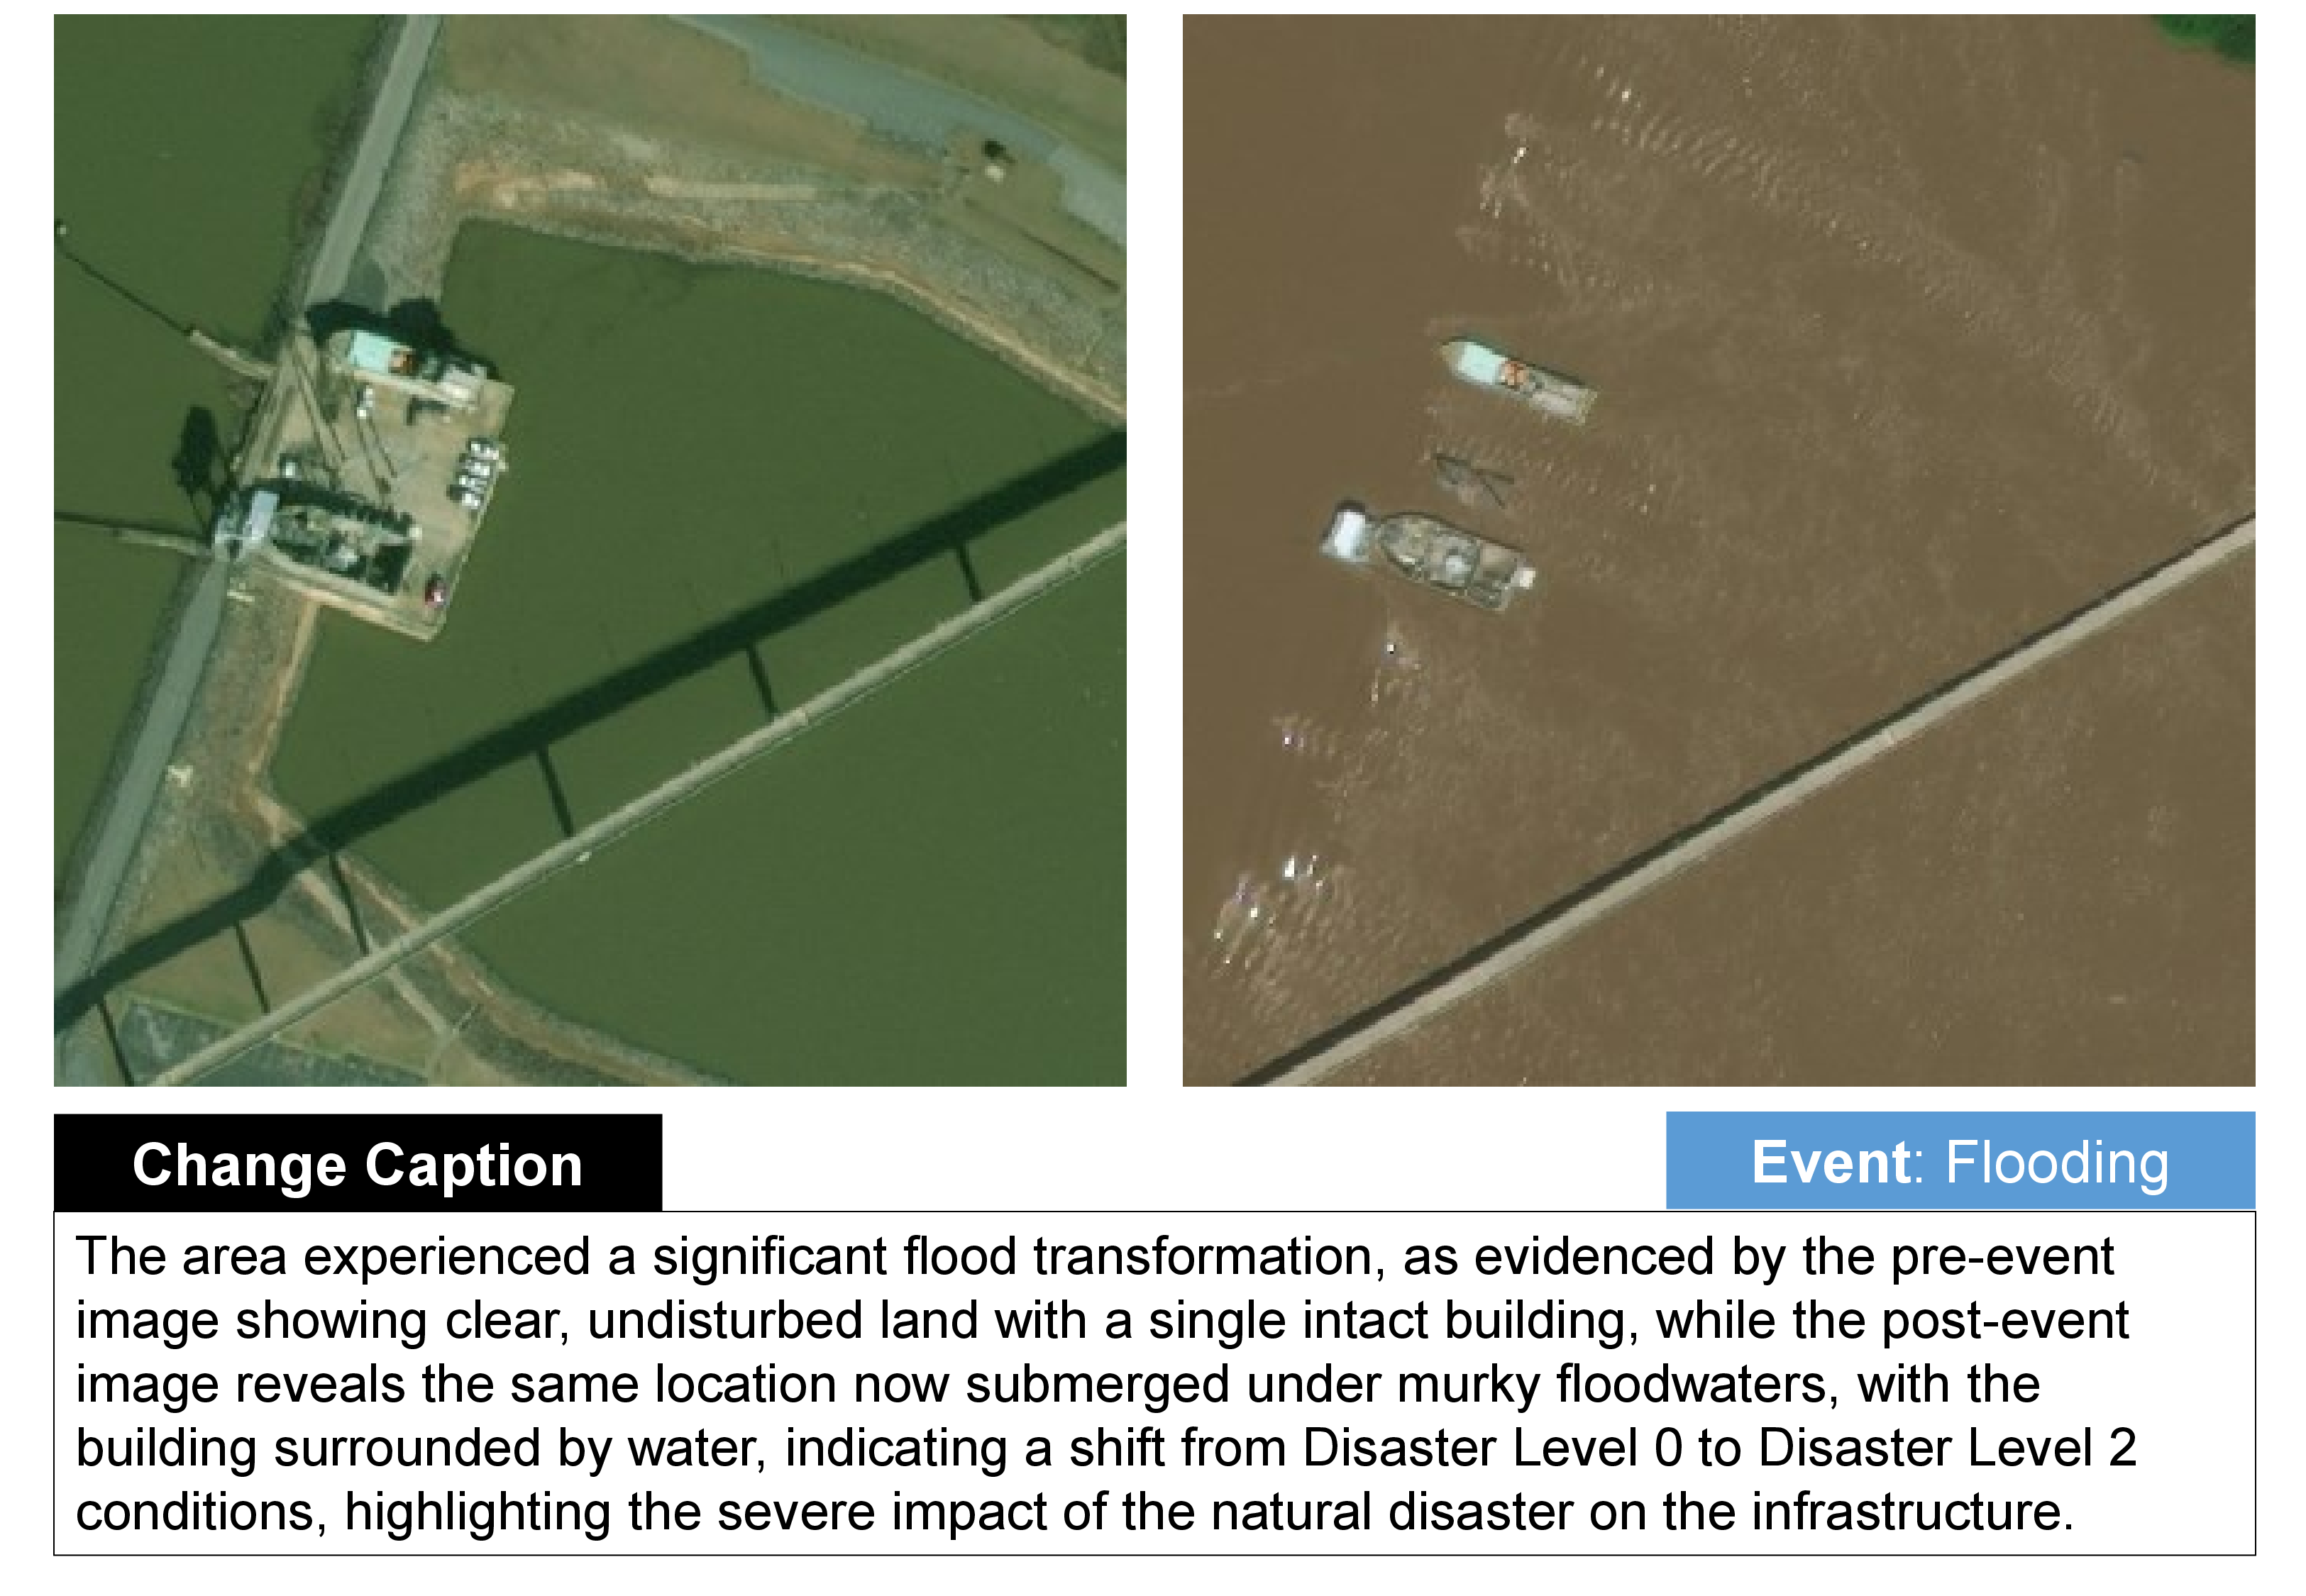 Change Caption
Event: Flooding
The area experienced a significant flood transformation, as evidenced by the pre-event
image showing clear, undisturbed land with a single intact building, while the post-event
image reveals the same location now submerged under murky floodwaters, with the
building surrounded by water, indicating a shift from Disaster Level 0 to Disaster Level 2
conditions, highlighting the severe impact of the natural disaster on the infrastructure.